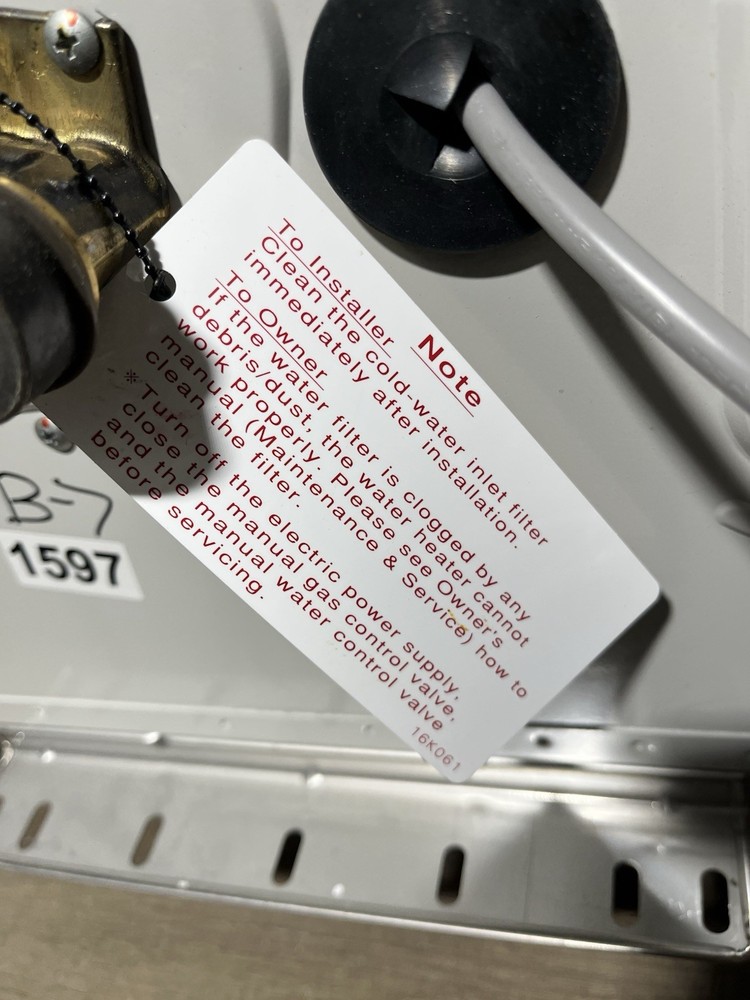 Note
To Installer
Clean the cold-water inlet filter
immediately after installation.
To Owner
If the water filter is clogged by any
debris/dust, the water heater cannot
work properly. Please see Owner's
manual (Maintenance & Service) how to
clean the filter.
※Turn off the electric power supply,
close the manual gas control valve,
and the manual water control valve
before servicing.
16K061
B-7
1597